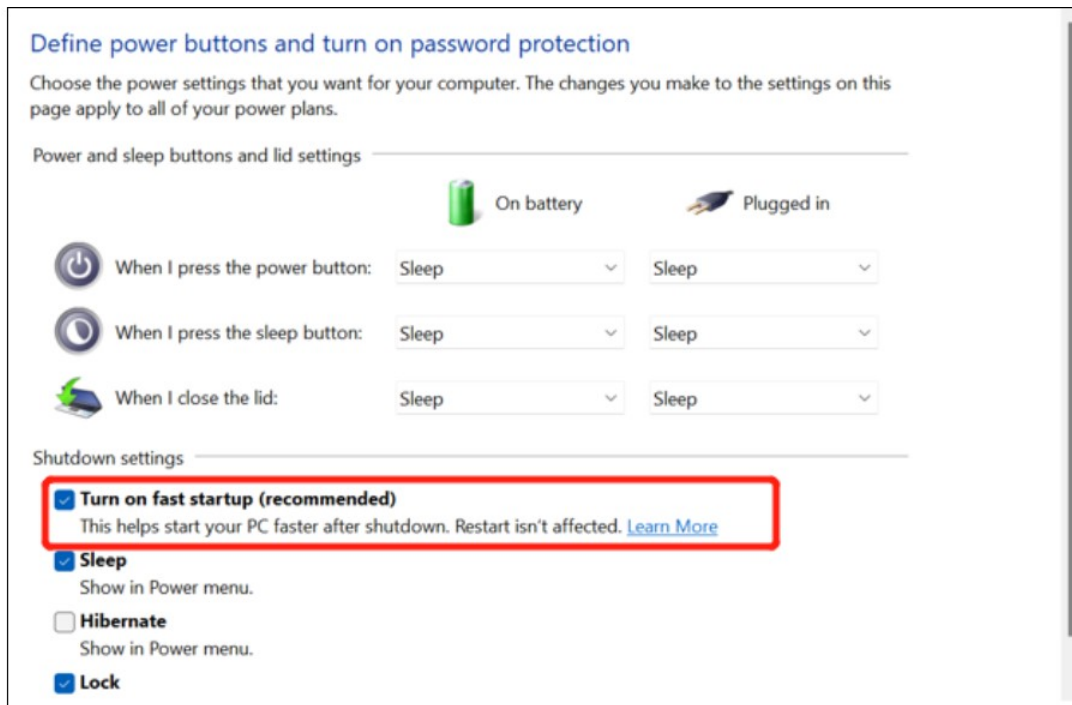 Define power buttons and turn on password protection
Choose the power settings that you want for your computer. The changes you make to the settings on this
page apply to all of your power plans.
Power and sleep buttons and lid settings
On battery Plugged in
When I press the power button: Sleep Sleep
When I press the sleep button: Sleep Sleep
When I close the lid: Sleep Sleep
Shutdown settings
Turn on fast startup (recommended)
This helps start your PC faster after shutdown. Restart isn't affected. Learn More
Sleep
Show in Power menu.
Hibernate
Show in Power menu.
Lock